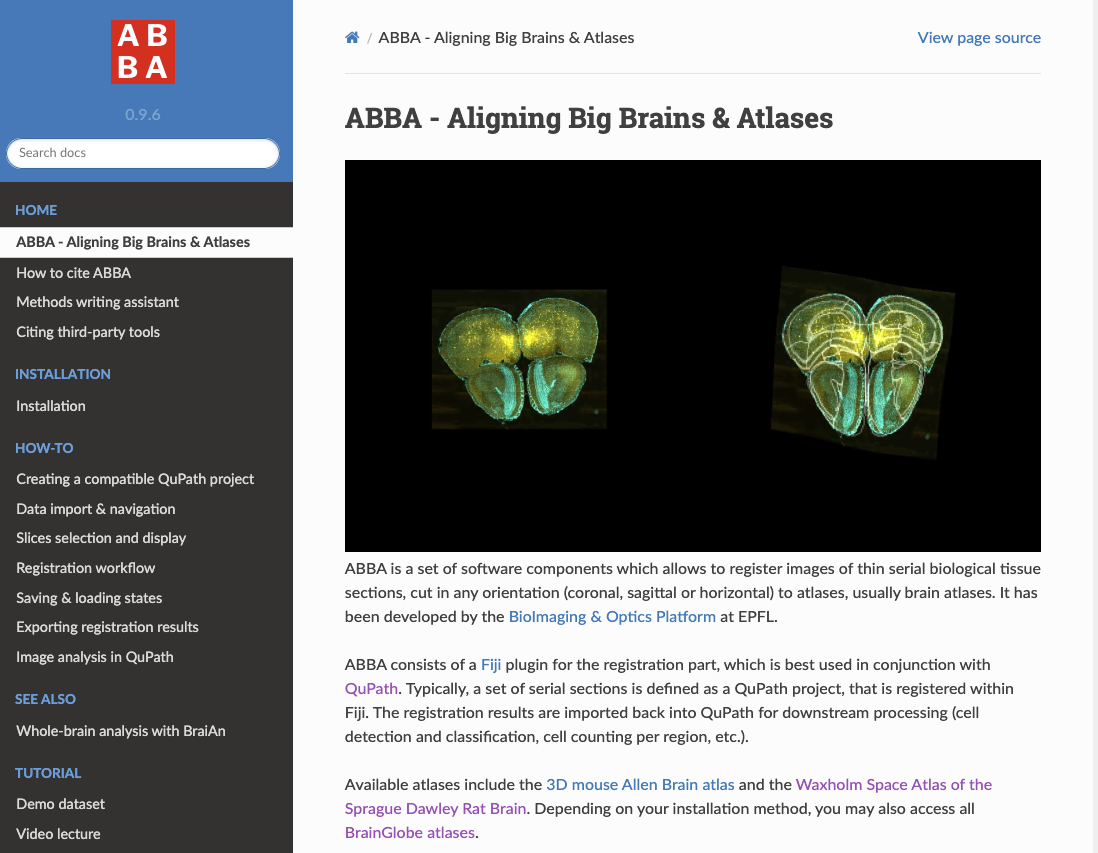 A B
B A
0.9.6
Search docs
HOME
ABBA - Aligning Big Brains & Atlases
How to cite ABBA
Methods writing assistant
Citing third-party tools
INSTALLATION
Installation
HOW-TO
Creating a compatible QuPath project
Data import & navigation
Slices selection and display
Registration workflow
Saving & loading states
Exporting registration results
Image analysis in QuPath
SEE ALSO
Whole-brain analysis with BraiAn
TUTORIAL
Demo dataset
Video lecture
/ ABBA - Aligning Big Brains & Atlases
View page source
ABBA - Aligning Big Brains & Atlases
ABBA is a set of software components which allows to register images of thin serial biological tissue
sections, cut in any orientation (coronal, sagittal or horizontal) to atlases, usually brain atlases. It has
been developed by the BioImaging & Optics Platform at EPFL.
ABBA consists of a Fiji plugin for the registration part, which is best used in conjunction with
QuPath. Typically, a set of serial sections is defined as a QuPath project, that is registered within
Fiji. The registration results are imported back into QuPath for downstream processing (cell
detection and classification, cell counting per region, etc.).
Available atlases include the 3D mouse Allen Brain atlas and the Waxholm Space Atlas of the
Sprague Dawley Rat Brain. Depending on your installation method, you may also access all
BrainGlobe atlases.